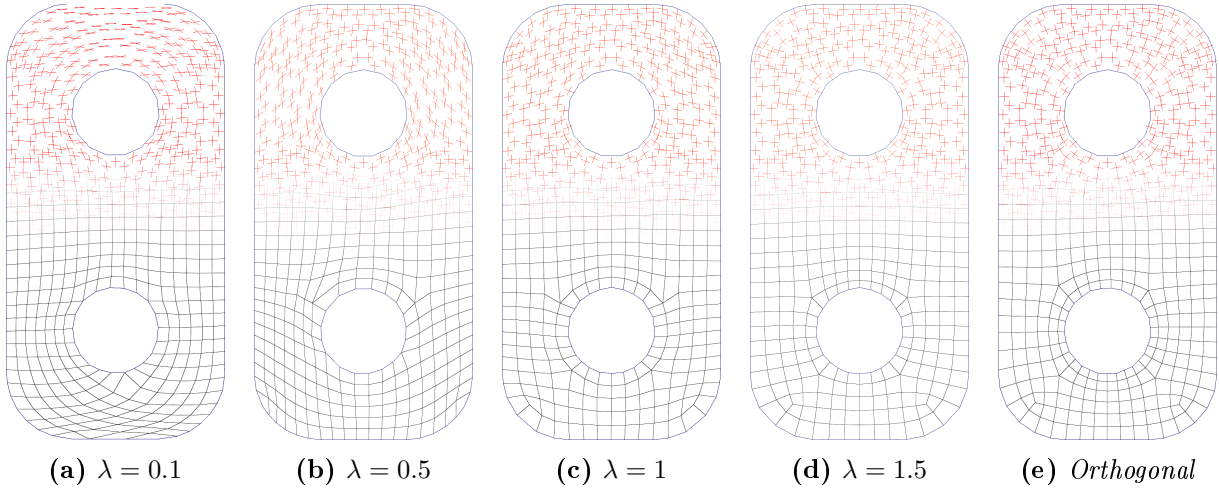 (a) λ = 0.1
(b) λ = 0.5
(c) λ = 1
(d) λ = 1.5
(e) Orthogonal